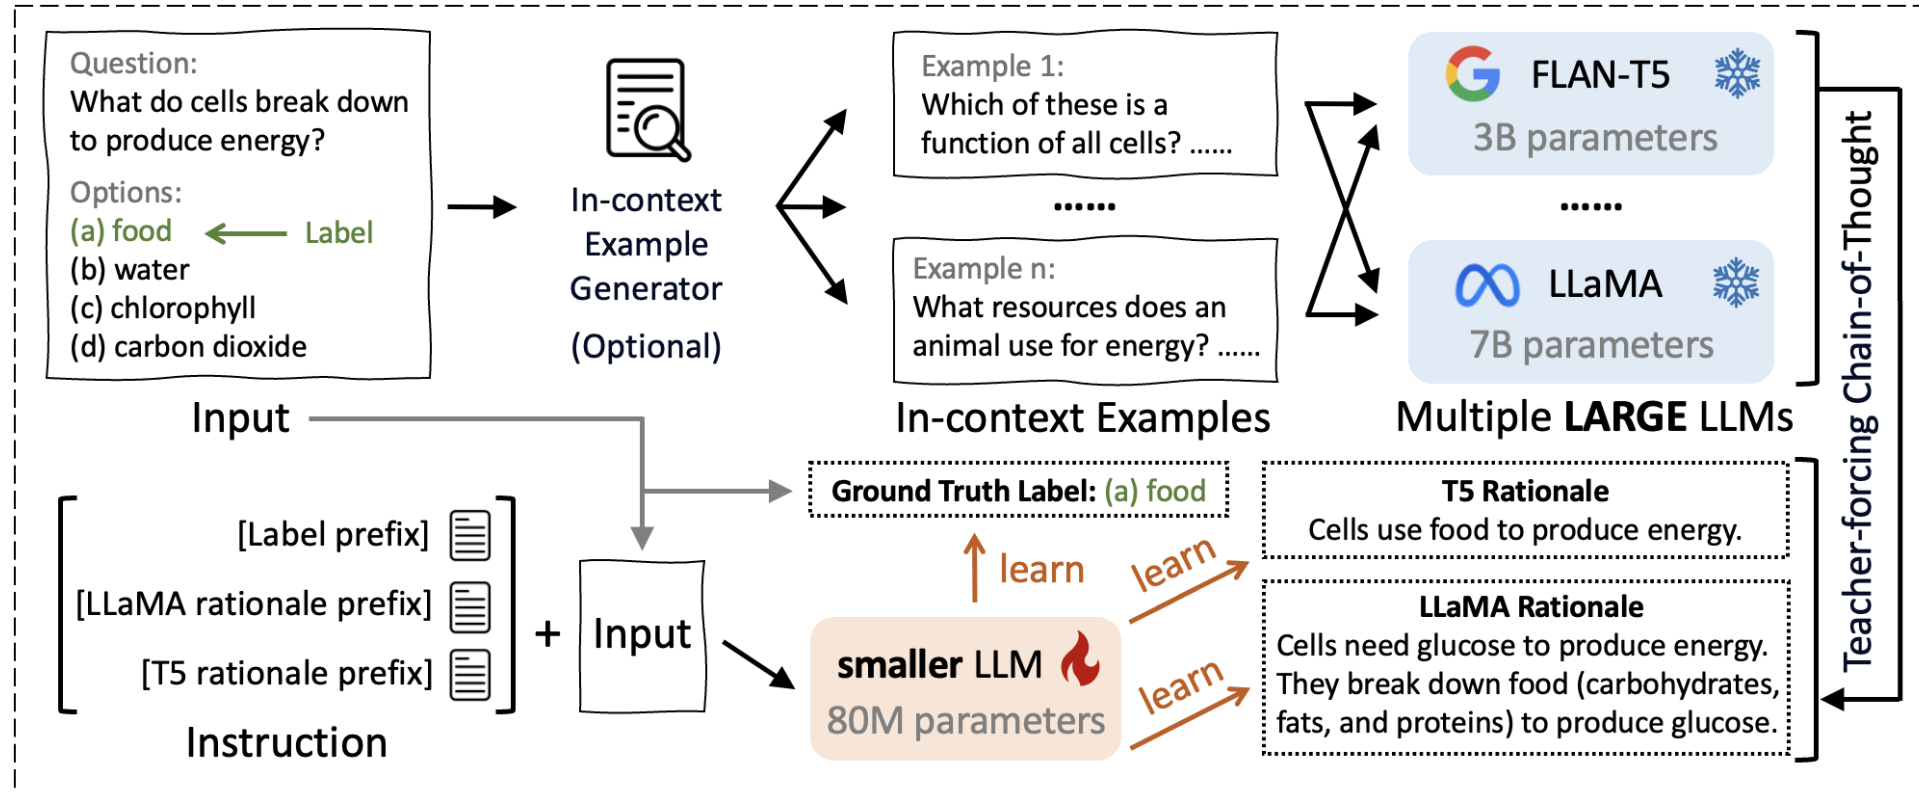 Question:
What do cells break down
to produce energy?
Options:
(a) food
Label
(b) water
(c) chlorophyll
(d) carbon dioxide
Input
In-context
Example
Generator
(Optional)
Example 1:
Which of these is a
function of all cells? ......
......
Example n:
What resources does an
animal use for energy? ......
In-context Examples
FLAN-T5
3B parameters
......
LLaMA
7B parameters
Multiple LARGE LLMs
Teacher-forcing Chain-of-Thought
[Label prefix]
[LLaMA rationale prefix]
[T5 rationale prefix]
Instruction
+
Input
Ground Truth Label: (a) food
learn
learn
learn
smaller LLM
80M parameters
T5 Rationale
Cells use food to produce energy.
LLaMA Rationale
Cells need glucose to produce energy.
They break down food (carbohydrates,
fats, and proteins) to produce glucose.